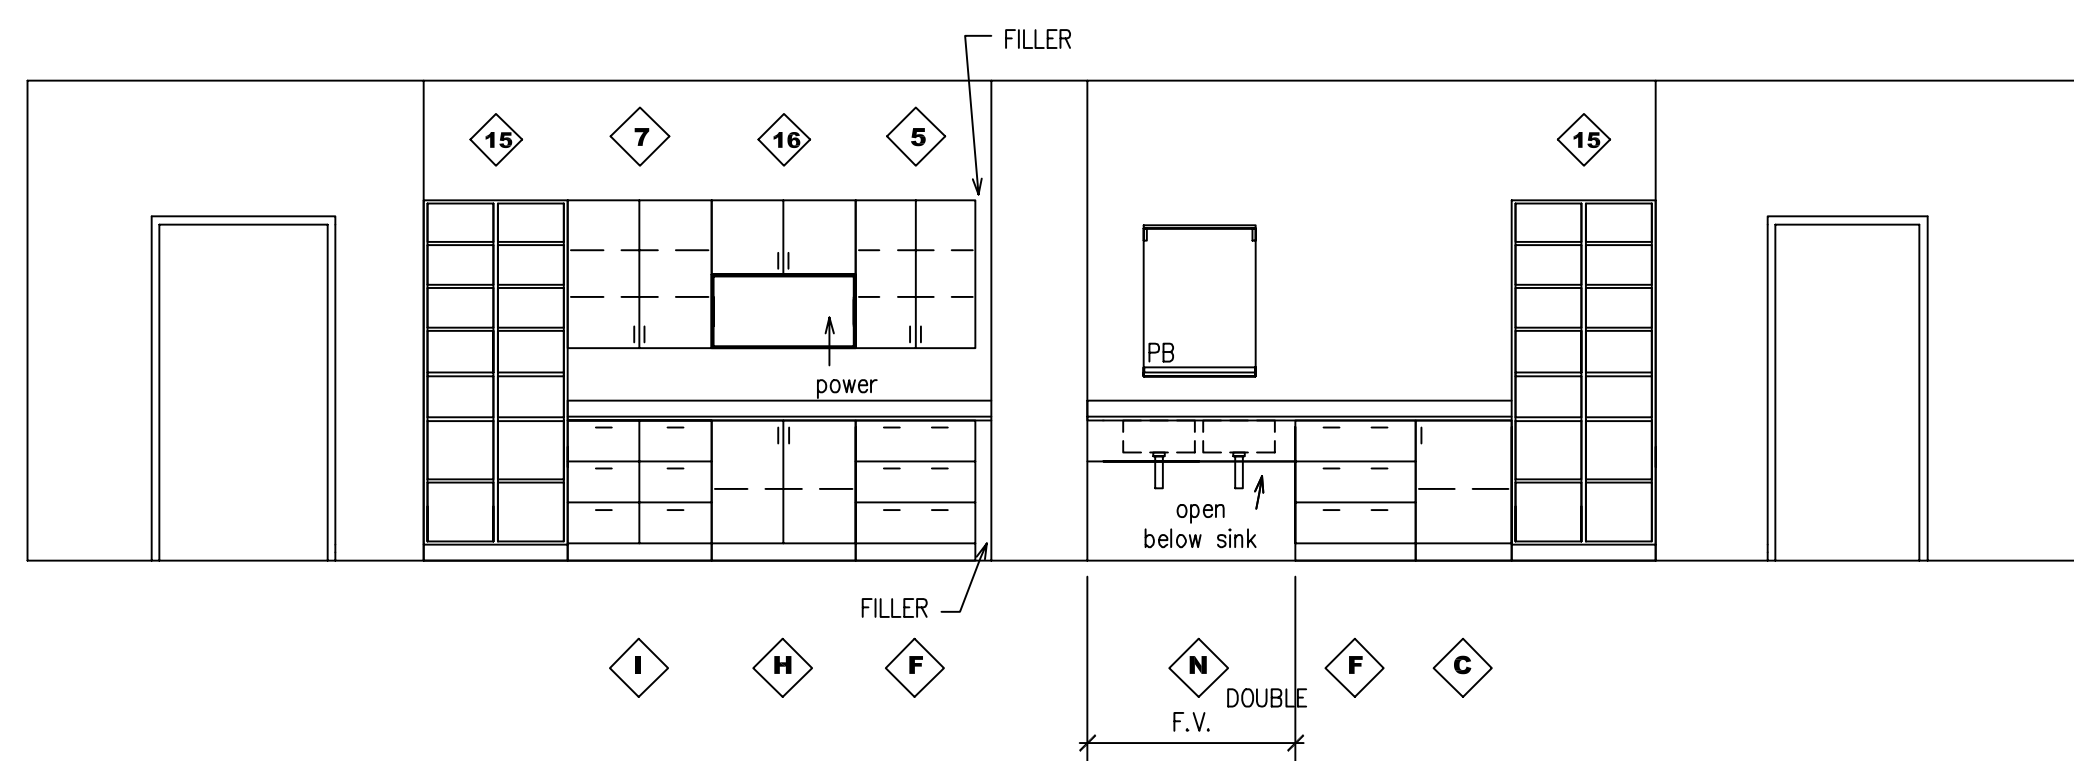 FILLER
15
7
16
5
15
PB
power
open
below sink
FILLER
I
H
F
N
F
C
DOUBLE
F.V.